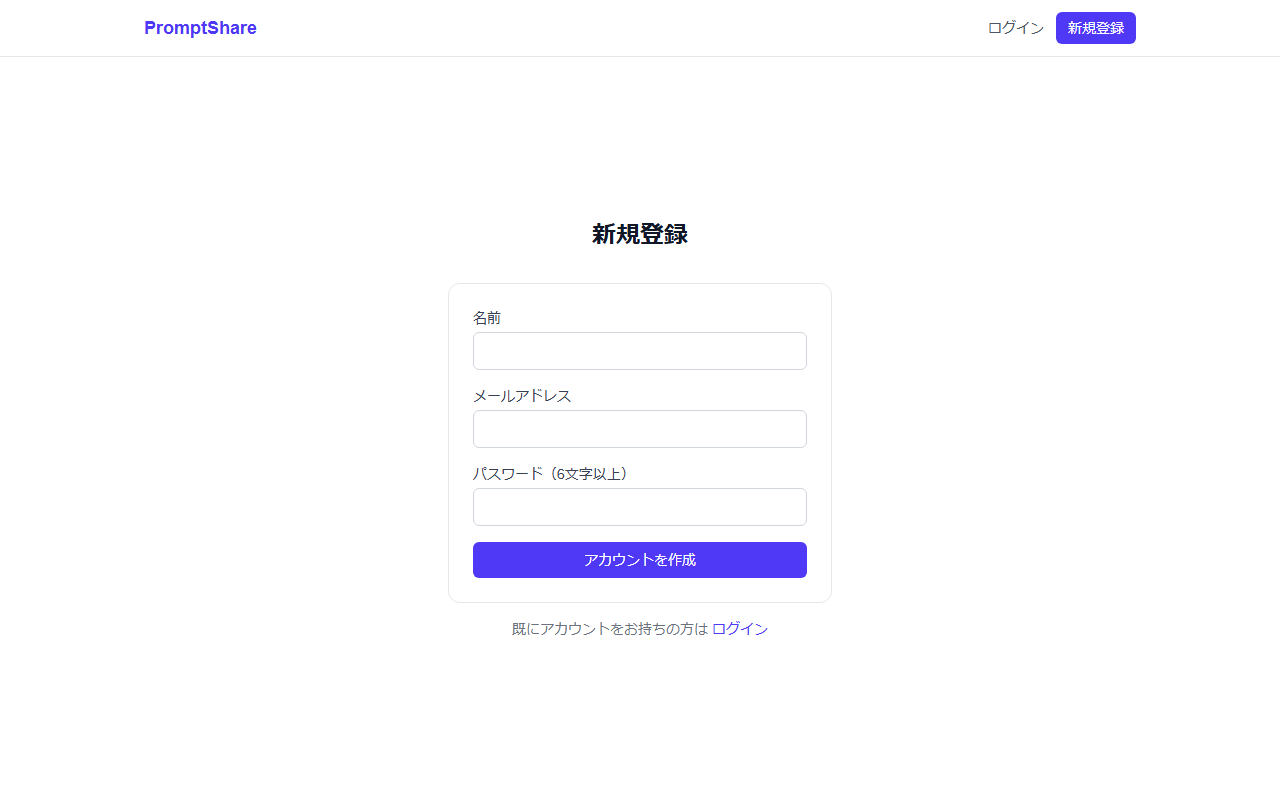 PromptShare
ログイン
新規登録
新規登録
名前
メールアドレス
パスワード（6文字以上）
アカウントを作成
既にアカウントをお持ちの方は ログイン